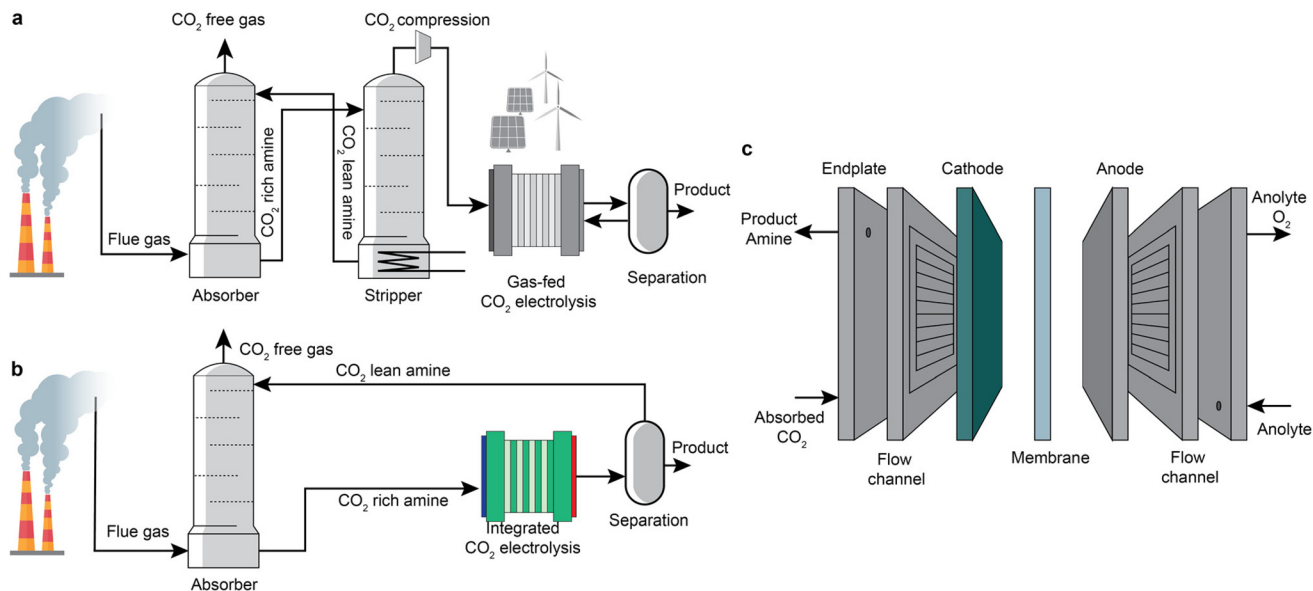 a
CO₂ free gas
CO₂ compression
CO₂ rich amine
CO₂ lean amine
Flue gas
Absorber
Stripper
Gas-fed
CO₂ electrolysis
Product
Separation
b
CO₂ free gas
CO₂ lean amine
Flue gas
CO₂ rich amine
Absorber
Integrated
CO₂ electrolysis
Product
Separation
c
Endplate
Cathode
Anode
Product
Amine
Anolyte
O₂
Absorbed
CO₂
Anolyte
Flow
channel
Membrane
Flow
channel